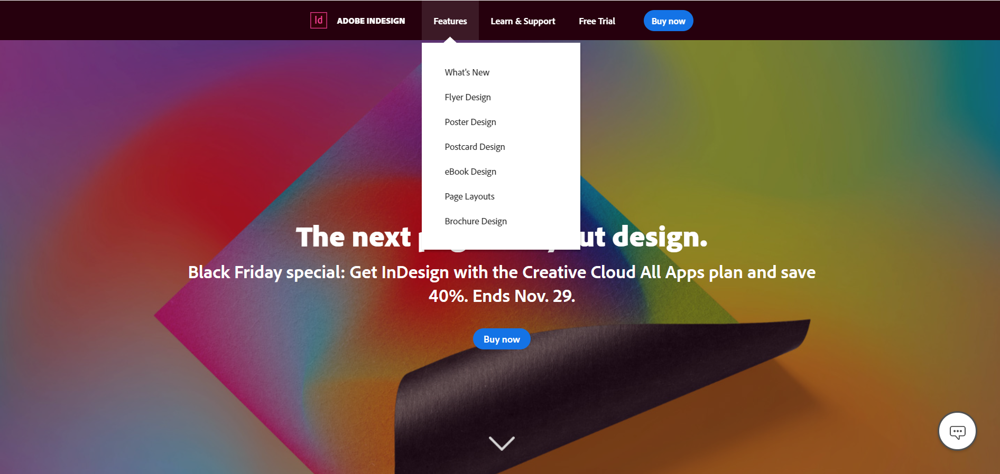 Id ADOBE INDESIGN Features Learn & Support Free Trial Buy now
What's New
Flyer Design
Poster Design
Postcard Design
eBook Design
Page Layouts
Brochure Design
The next design.
Black Friday special: Get InDesign with the Creative Cloud All Apps plan and save
40%. Ends Nov. 29.
Buy now